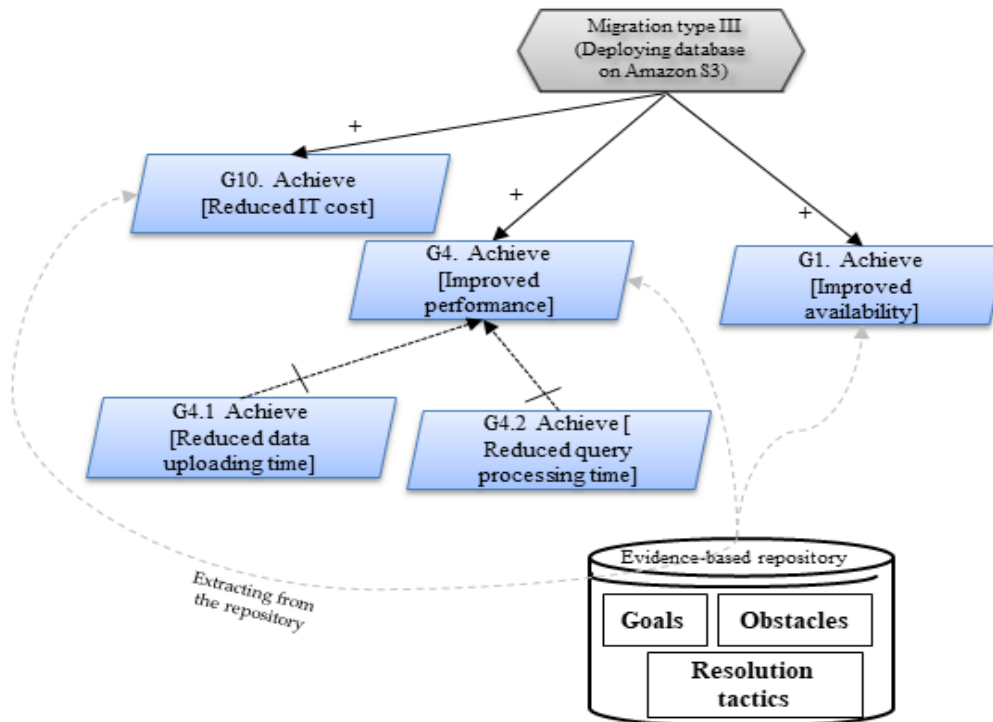 Migration type III
(Deploying database
on Amazon S3)
+
+
+
G10. Achieve
[Reduced IT cost]
G4. Achieve
[Improved
performance]
G1. Achieve
[Improved
availability]
G4.1 Achieve
[Reduced data
uploading time]
G4.2 Achieve [
Reduced query
processing time]
Extracting from
the repository
Evidence-based repository
Goals
Obstacles
Resolution
tactics